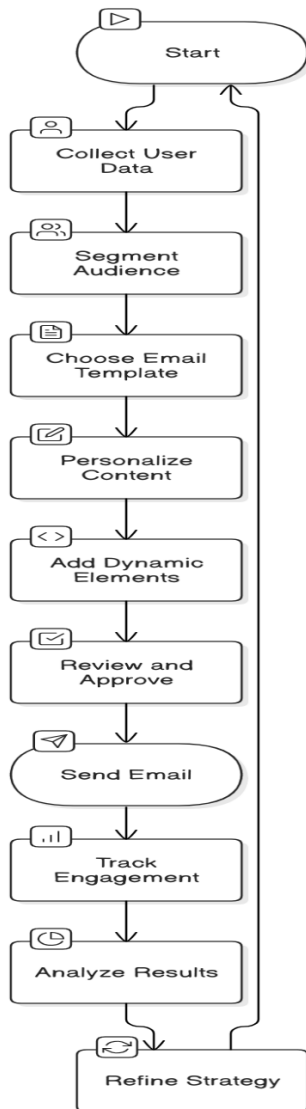 Start
Collect User
Data
Segment
Audience
Choose Email
Template
Personalize
Content
Add Dynamic
Elements
Review and
Approve
Send Email
Track
Engagement
Analyze Results
Refine Strategy